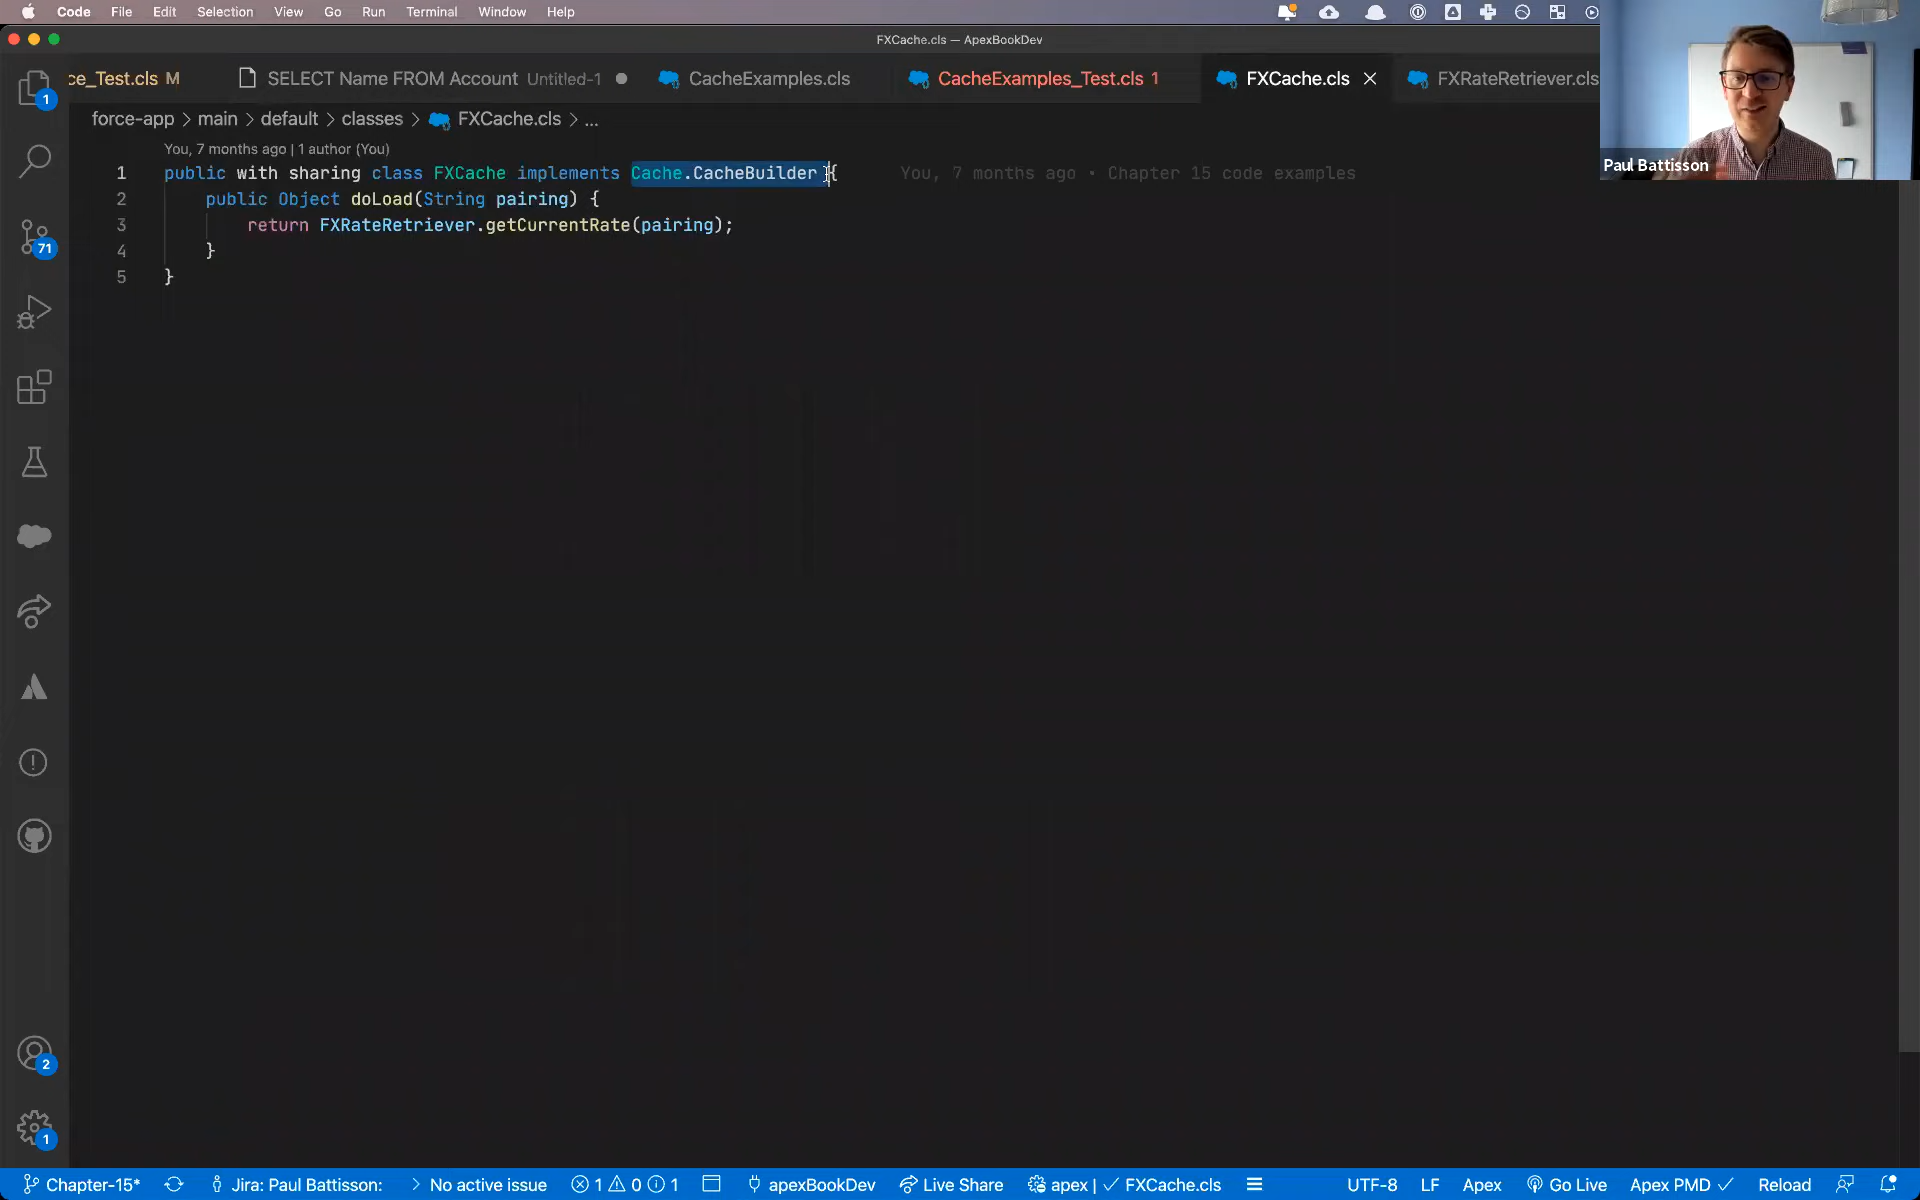 Code File Edit Selection View Go Run Terminal Window Help
FXCache.cls — ApexBookDev
ce_Test.cls M SELECT Name FROM Account Untitled-1 CacheExamples.cls CacheExamples_Test.cls 1 FXCache.cls FXRateRetriever.cls
force-app > main > default > classes > FXCache.cls > ...
You, 7 months ago | 1 author (You)
1 public with sharing class FXCache implements Cache.CacheBuilder { You, 7 months ago • Chapter 15 code examples
2 public Object doLoad(String pairing) {
3 return FXRateRetriever.getCurrentRate(pairing);
4 }
5 }
Paul Battisson
1
71
2
1
Chapter-15* Jira: Paul Battisson: > No active issue 1 0 1 apexBookDev Live Share apex | ✓ FXCache.cls UTF-8 LF Apex Go Live Apex PMD ✓ Reload